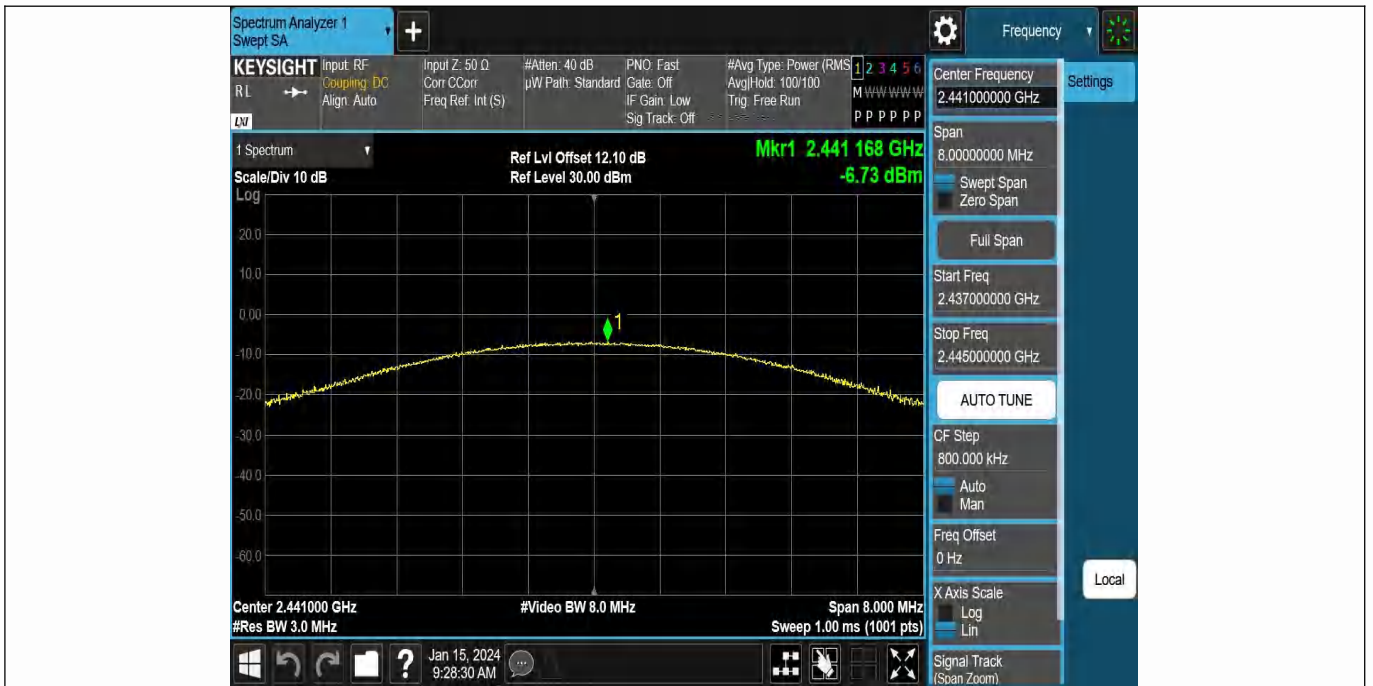 Spectrum Analyzer 1
Swept SA
+
Frequency
KEYSIGHT
RL
LXI
Input: RF
Coupling: DC
Align: Auto
Input Z: 50 Ω
Corr CCorr
Freq Ref: Int (S)
#Atten: 40 dB
µW Path: Standard
PNO: Fast
Gate: Off
IF Gain: Low
Sig Track: Off
#Avg Type: Power (RMS
Avg|Hold: 100/100
Trig: Free Run
1 2 3 4 5 6
M W W W W W
P P P P P P
1 Spectrum
Scale/Div 10 dB
Log
Ref Lvl Offset 12.10 dB
Ref Level 30.00 dBm
Mkr1 2.441 168 GHz
-6.73 dBm
1
20.0
10.0
0.00
-10.0
-20.0
-30.0
-40.0
-50.0
-60.0
Center 2.441000 GHz
#Res BW 3.0 MHz
#Video BW 8.0 MHz
Span 8.000 MHz
Sweep 1.00 ms (1001 pts)
Center Frequency
2.441000000 GHz
Settings
Span
8.00000000 MHz
Swept Span
Zero Span
Full Span
Start Freq
2.437000000 GHz
Stop Freq
2.445000000 GHz
AUTO TUNE
CF Step
800.000 kHz
Auto
Man
Freq Offset
0 Hz
X Axis Scale
Log
Lin
Signal Track
(Span Zoom)
Local
?
Jan 15, 2024
9:28:30 AM